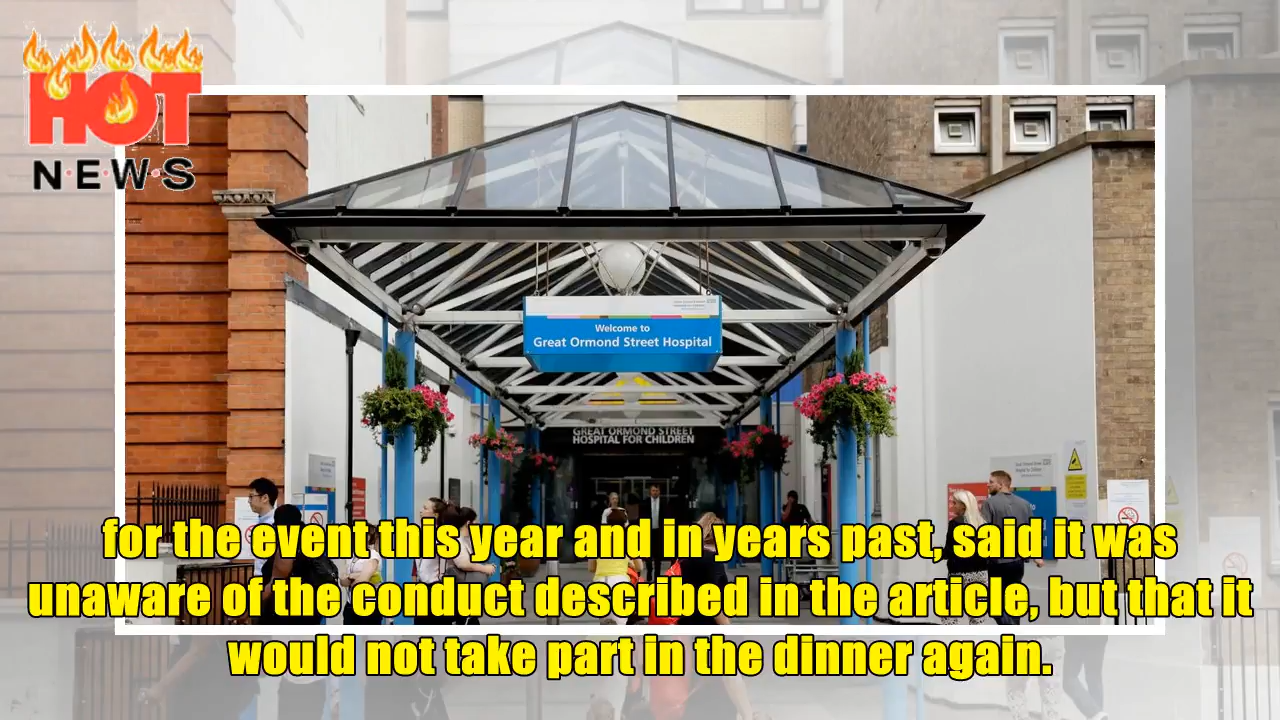 HOT
NEWS
Welcome to
Great Ormond Street Hospital
GREAT ORMOND STREET
HOSPITAL FOR CHILDREN
for the event this year and in years past, said it was
unaware of the conduct described in the article, but that it
would not take part in the dinner again.